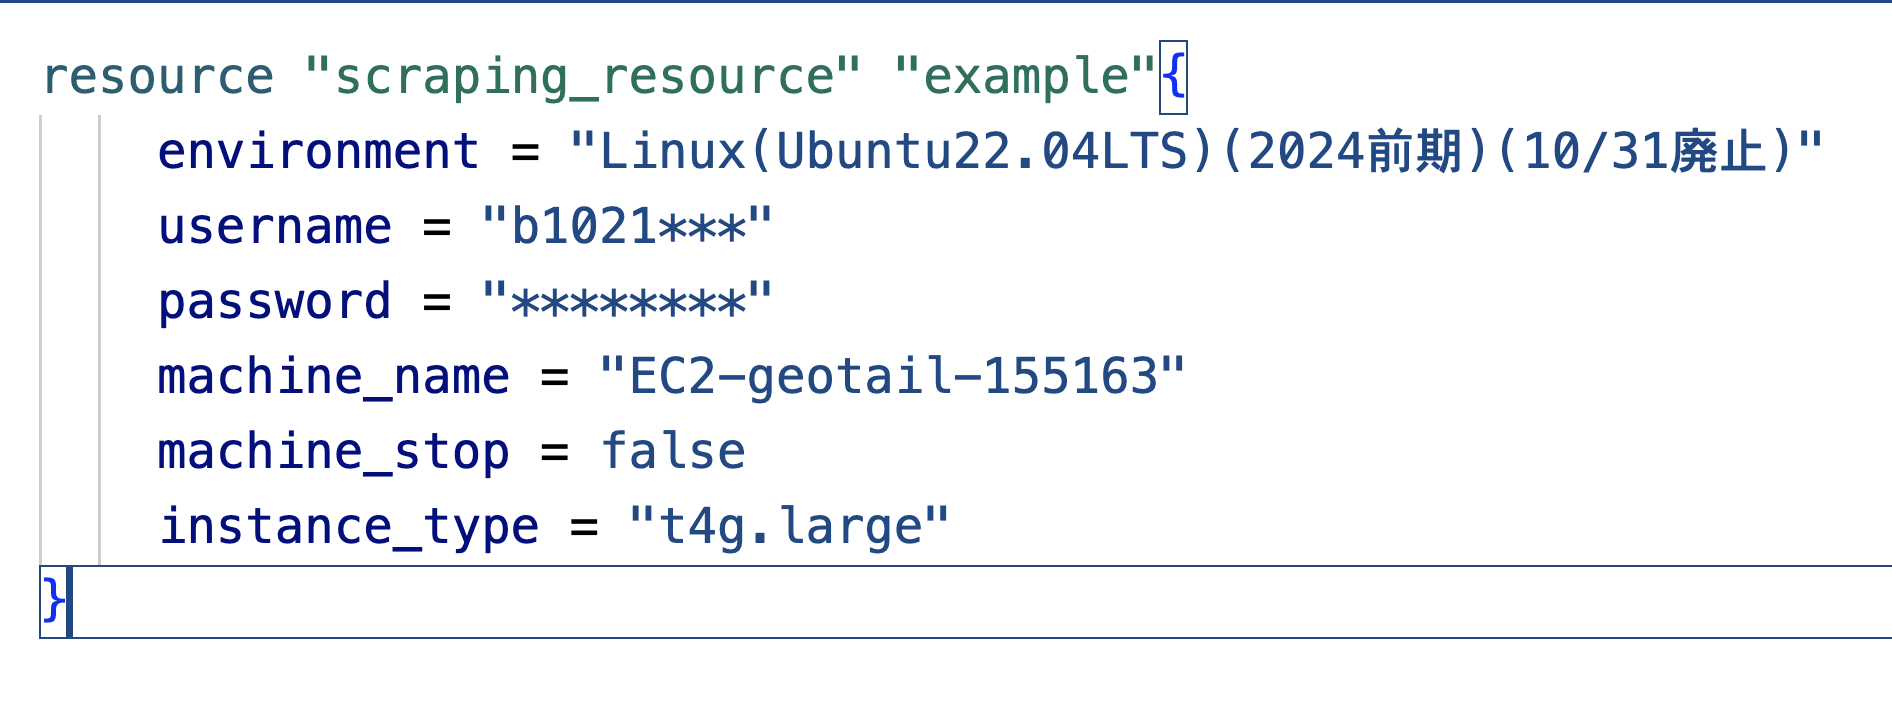 resource "scraping_resource" "example"{
environment = "Linux(Ubuntu22.04LTS)(2024前期)(10/31廃止)"
username = "b1021***"
password = "********"
machine_name = "EC2-geotail-155163"
machine_stop = false
instance_type = "t4g.large"
}